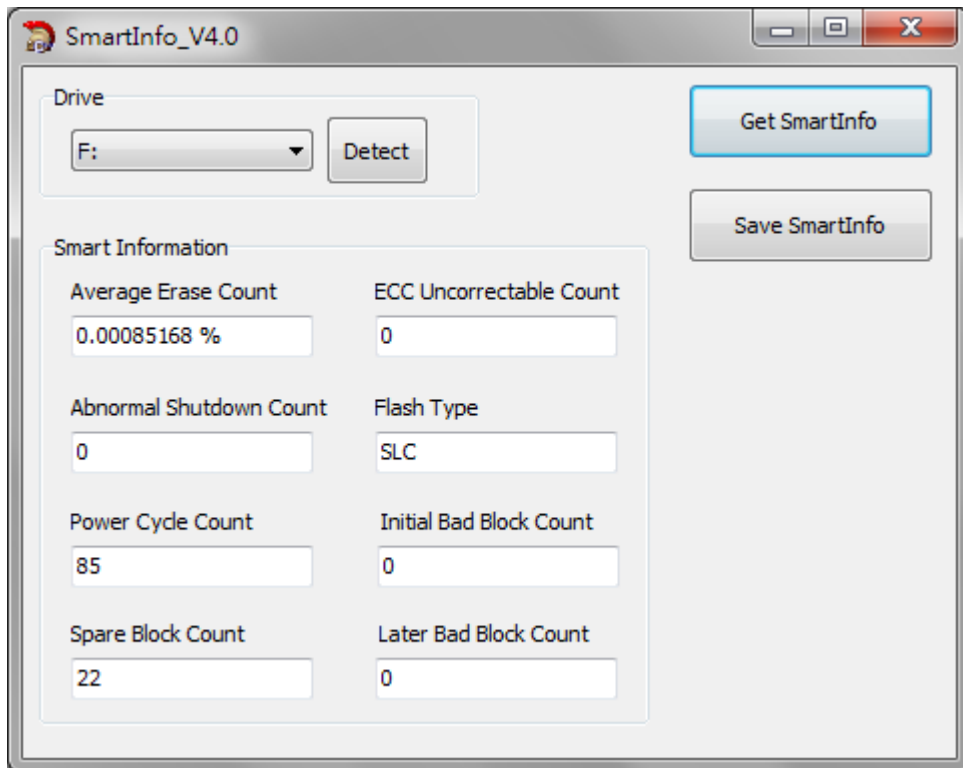 SmartInfo_V4.0
Drive
F:
Detect
Get SmartInfo
Save SmartInfo
Smart Information
Average Erase Count
ECC Uncorrectable Count
0.00085168 %
0
Abnormal Shutdown Count
Flash Type
0
SLC
Power Cycle Count
Initial Bad Block Count
85
0
Spare Block Count
Later Bad Block Count
22
0